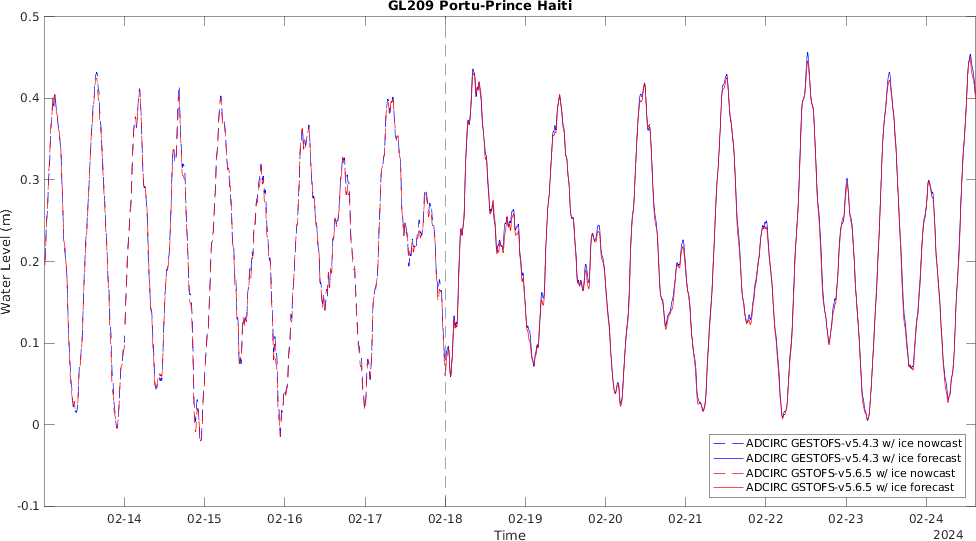 GL209 Portu-Prince Haiti
0.5
0.4
0.3
0.2
0.1
0
-0.1
Water Level (m)
02-14 02-15 02-16 02-17 02-18 02-19 02-20 02-21 02-22 02-23 02-24
Time
2024
ADCIRC GESTOFS-v5.4.3 w/ ice nowcast
ADCIRC GESTOFS-v5.4.3 w/ ice forecast
ADCIRC GSTOFS-v5.6.5 w/ ice nowcast
ADCIRC GSTOFS-v5.6.5 w/ ice forecast